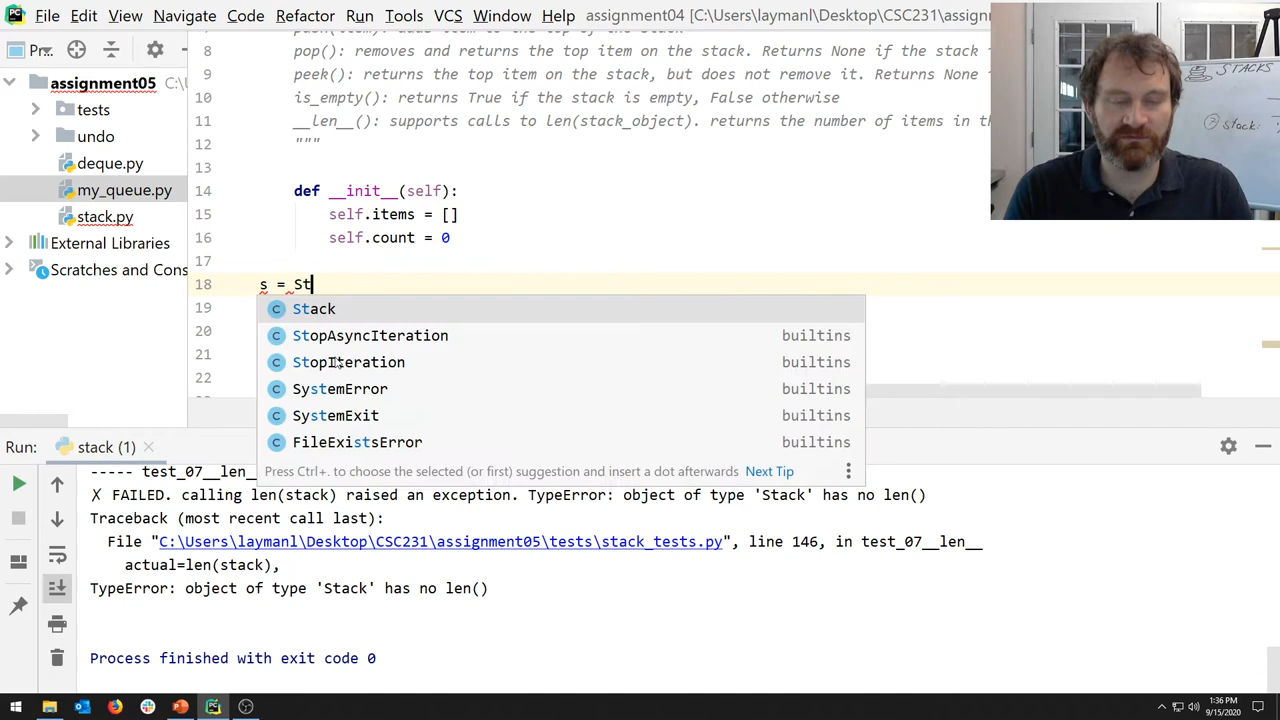 File Edit View Navigate Code Refactor Run Tools VCS Window Help assignment04 [C:\Users\laymanl\Desktop\CSC231\assignm
Pr...
assignment05 C:\
tests
undo
deque.py
my_queue.py
stack.py
External Libraries
Scratches and Cons
8 pop(): removes and returns the top item on the stack. Returns None if the stack
9 peek(): returns the top item on the stack, but does not remove it. Returns None
10 is_empty(): returns True if the stack is empty, False otherwise
11 __len__(): supports calls to len(stack_object). returns the number of items in th
12 """
13
14 def __init__(self):
15 self.items = []
16 self.count = 0
17
18 s = St
19
20
21
22
Stack
StopAsyncIteration builtins
StopIteration builtins
SystemError builtins
SystemExit builtins
FileExistsError builtins
Press Ctrl+. to choose the selected (or first) suggestion and insert a dot afterwards Next Tip
STACKS
stack
Run: stack (1)
----- test_07__len__
✗ FAILED. calling len(stack) raised an exception. TypeError: object of type 'Stack' has no len()
Traceback (most recent call last):
File "C:\Users\laymanl\Desktop\CSC231\assignment05\tests\stack_tests.py", line 146, in test_07__len__
actual=len(stack),
TypeError: object of type 'Stack' has no len()
Process finished with exit code 0
1:36 PM
9/15/2020